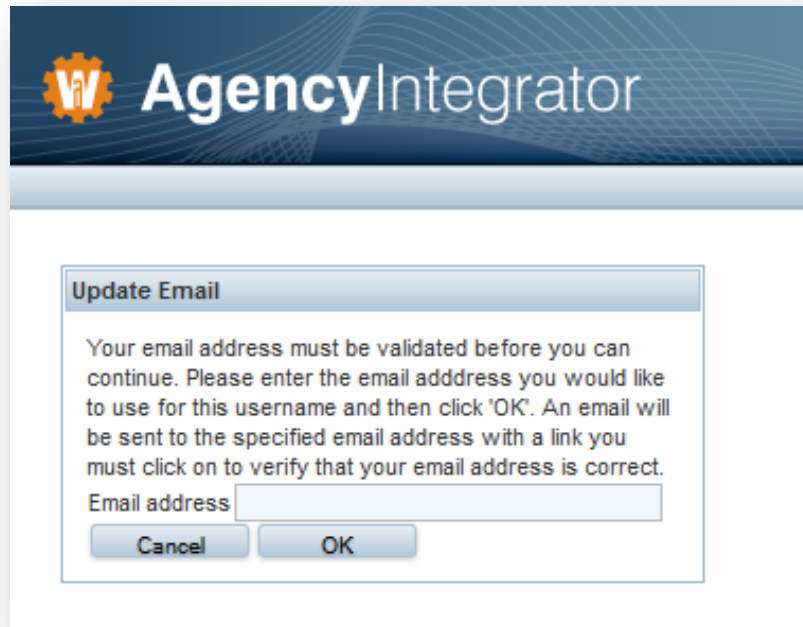 AgencyIntegrator
Update Email
Your email address must be validated before you can
continue. Please enter the email adddress you would like
to use for this username and then click 'OK'. An email will
be sent to the specified email address with a link you
must click on to verify that your email address is correct.
Email address
Cancel OK